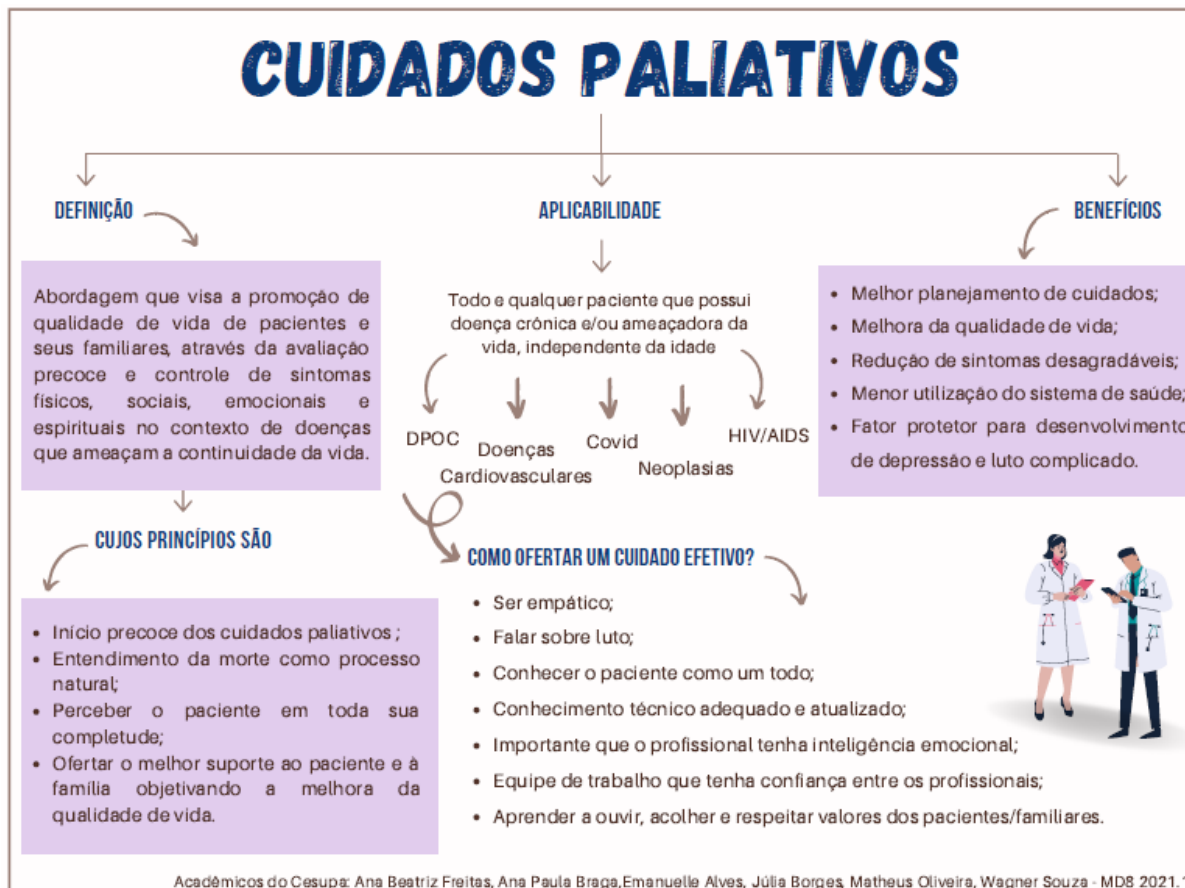 CUIDADOS PALIATIVOS
DEFINIÇÃO
Abordagem que visa a promoção de
qualidade de vida de pacientes e
seus familiares, através da avaliação
precoce e controle de sintomas
físicos, sociais, emocionais e
espirituais no contexto de doenças
que ameaçam a continuidade da vida.
CUJOS PRINCÍPIOS SÃO
• Início precoce dos cuidados paliativos ;
• Entendimento da morte como processo
natural;
• Perceber o paciente em toda sua
completude;
• Ofertar o melhor suporte ao paciente e à
família objetivando a melhora da
qualidade de vida.
APLICABILIDADE
Todo e qualquer paciente que possui
doença crônica e/ou ameaçadora da
vida, independente da idade
DPOC
Doenças
Cardiovasculares
Covid
Neoplasias
HIV/AIDS
COMO OFERTAR UM CUIDADO EFETIVO?
• Ser empático;
• Falar sobre luto;
• Conhecer o paciente como um todo;
• Conhecimento técnico adequado e atualizado;
• Importante que o profissional tenha inteligência emocional;
• Equipe de trabalho que tenha confiança entre os profissionais;
• Aprender a ouvir, acolher e respeitar valores dos pacientes/familiares.
BENEFÍCIOS
• Melhor planejamento de cuidados;
• Melhora da qualidade de vida;
• Redução de sintomas desagradáveis;
• Menor utilização do sistema de saúde;
• Fator protetor para desenvolvimento
de depressão e luto complicado.
Acadêmicos do Cesupa: Ana Beatriz Freitas, Ana Paula Braga,Emanuelle Alves, Júlia Borges, Matheus Oliveira, Wagner Souza - MD8 2021.1